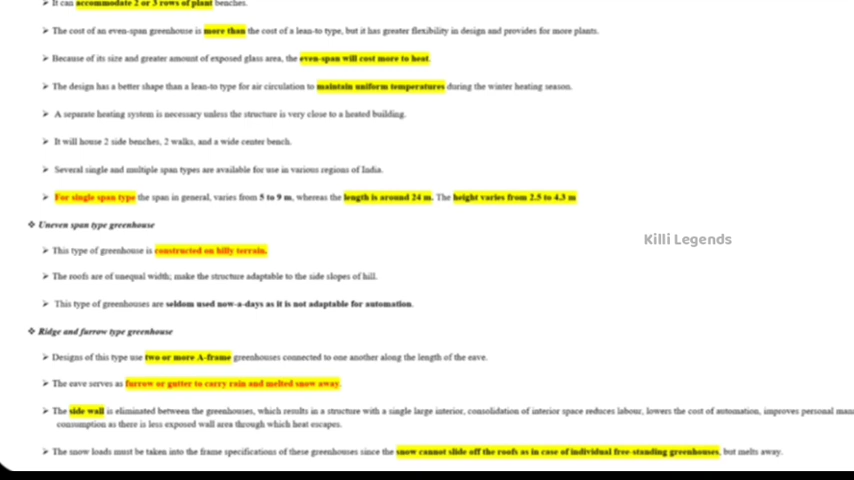 ➢ It can accommodate 2 or 3 rows of plant benches.
➢ The cost of an even-span greenhouse is more than the cost of a lean-to type, but it has greater flexibility in design and provides for more plants.
➢ Because of its size and greater amount of exposed glass area, the even-span will cost more to heat.
➢ The design has a better shape than a lean-to type for air circulation to maintain uniform temperatures during the winter heating season.
➢ A separate heating system is necessary unless the structure is very close to a heated building.
➢ It will house 2 side benches, 2 walks, and a wide center bench.
➢ Several single and multiple span types are available for use in various regions of India.
➢ For single span type the span in general, varies from 5 to 9 m, whereas the length is around 24 m. The height varies from 2.5 to 4.3 m
❖ Uneven span type greenhouse
Killi Legends
➢ This type of greenhouse is constructed on hilly terrain.
➢ The roofs are of unequal width; make the structure adaptable to the side slopes of hill.
➢ This type of greenhouses are seldom used now-a-days as it is not adaptable for automation.
❖ Ridge and furrow type greenhouse
➢ Designs of this type use two or more A-frame greenhouses connected to one another along the length of the eave.
➢ The eave serves as furrow or gutter to carry rain and melted snow away.
➢ The side wall is eliminated between the greenhouses, which results in a structure with a single large interior, consolidation of interior space reduces labour, lowers the cost of automation, improves personal
consumption as there is less exposed wall area through which heat escapes.
➢ The snow loads must be taken into the frame specifications of these greenhouses since the snow cannot slide off the roofs as in case of individual free-standing greenhouses, but melts away.